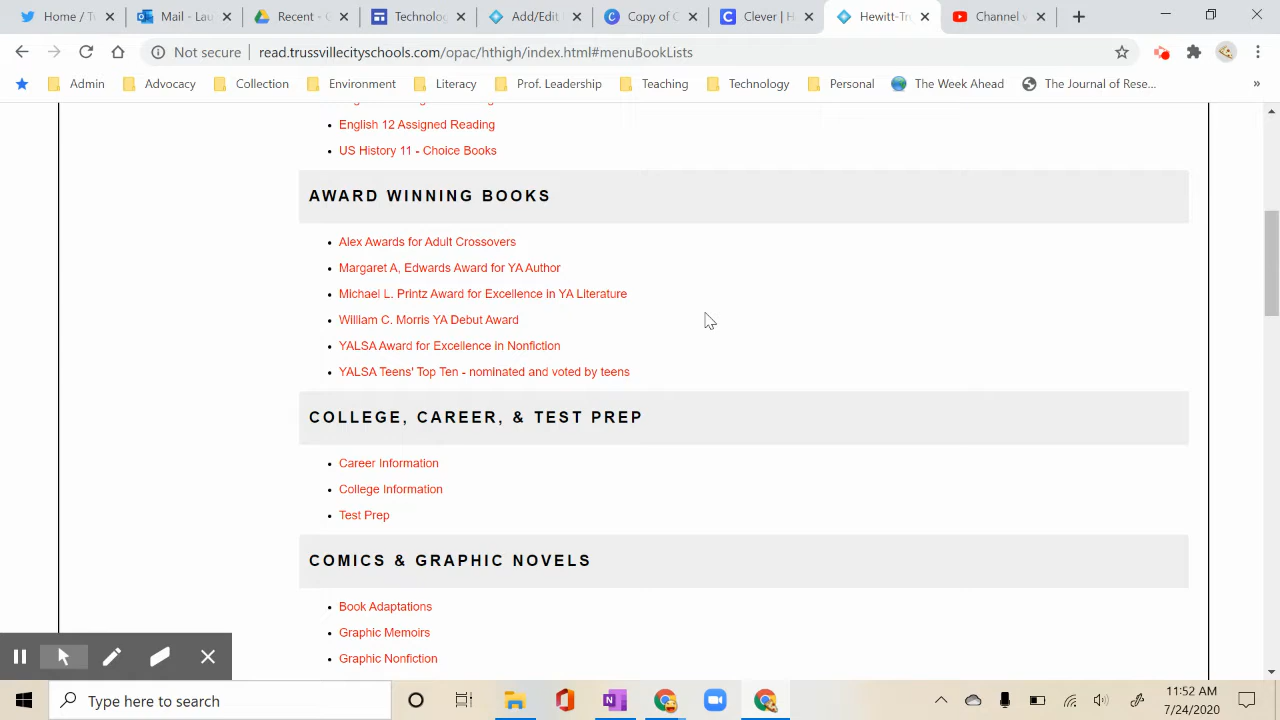 Home / T
Mail - Lau
Recent - G
Technolog
Add/Edit
Copy of C
Clever | H
Hewitt-Tr
Channel v
Not secure | read.trussvillecityschools.com/opac/hthigh/index.html#menuBookLists
Admin Advocacy Collection Environment Literacy Prof. Leadership Teaching Technology Personal The Week Ahead The Journal of Rese... »
English 12 Assigned Reading
US History 11 - Choice Books
AWARD WINNING BOOKS
Alex Awards for Adult Crossovers
Margaret A, Edwards Award for YA Author
Michael L. Printz Award for Excellence in YA Literature
William C. Morris YA Debut Award
YALSA Award for Excellence in Nonfiction
YALSA Teens' Top Ten - nominated and voted by teens
COLLEGE, CAREER, & TEST PREP
Career Information
College Information
Test Prep
COMICS & GRAPHIC NOVELS
Book Adaptations
Graphic Memoirs
Graphic Nonfiction
Type here to search
11:52 AM
7/24/2020